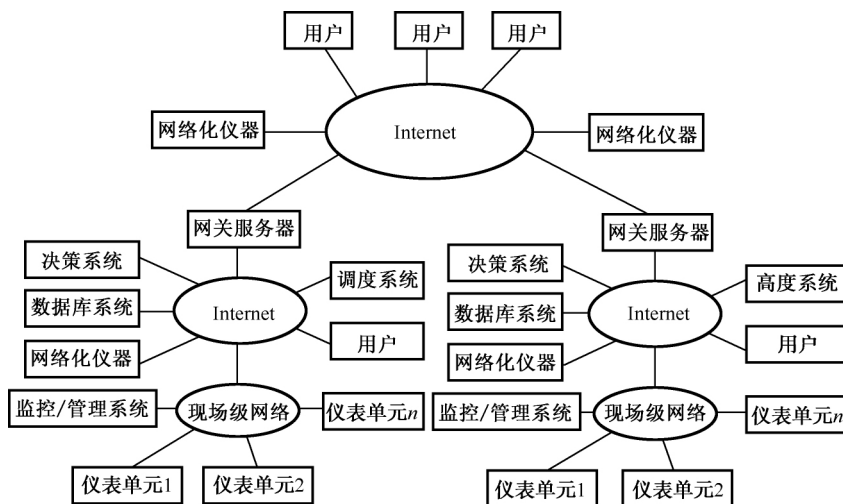 用户
用户
用户
网络化仪器
Internet
网络化仪器
网关服务器
网关服务器
决策系统
调度系统
数据库系统
Internet
网络化仪器
用户
监控/管理系统
现场级网络
仪表单元n
仪表单元1
仪表单元2
决策系统
高度系统
数据库系统
Internet
网络化仪器
用户
监控/管理系统
现场级网络
仪表单元n
仪表单元1
仪表单元2